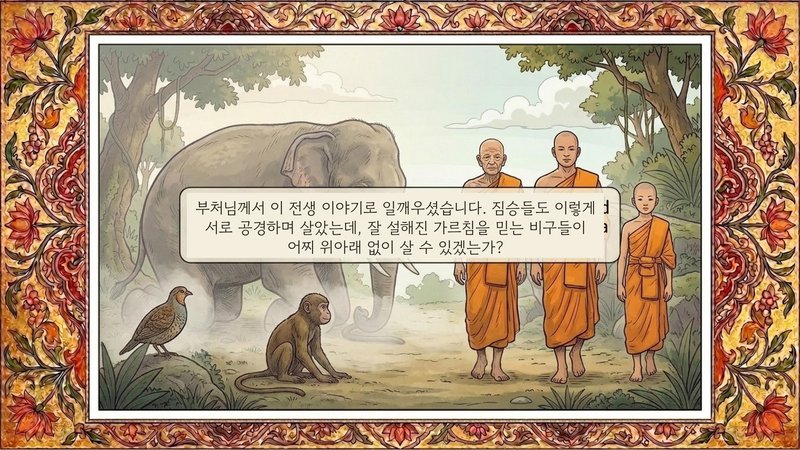 부처님께서 이 전생 이야기로 일깨우셨습니다. 짐승들도 이렇게
서로 공경하며 살았는데, 잘 설해진 가르침을 믿는 비구들이
어찌 위아래 없이 살 수 있겠는가?